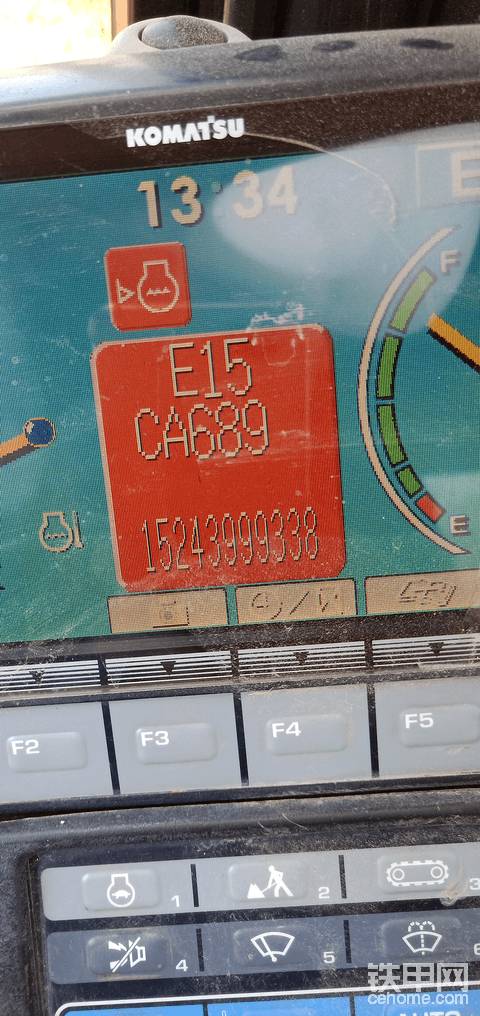 KOMATSU
13:34
E
F
E15
CA689
15243999338
E
F2
F3
F4
F5
1
2
3
4
5
6
AUTO
铁甲网
cehome.com